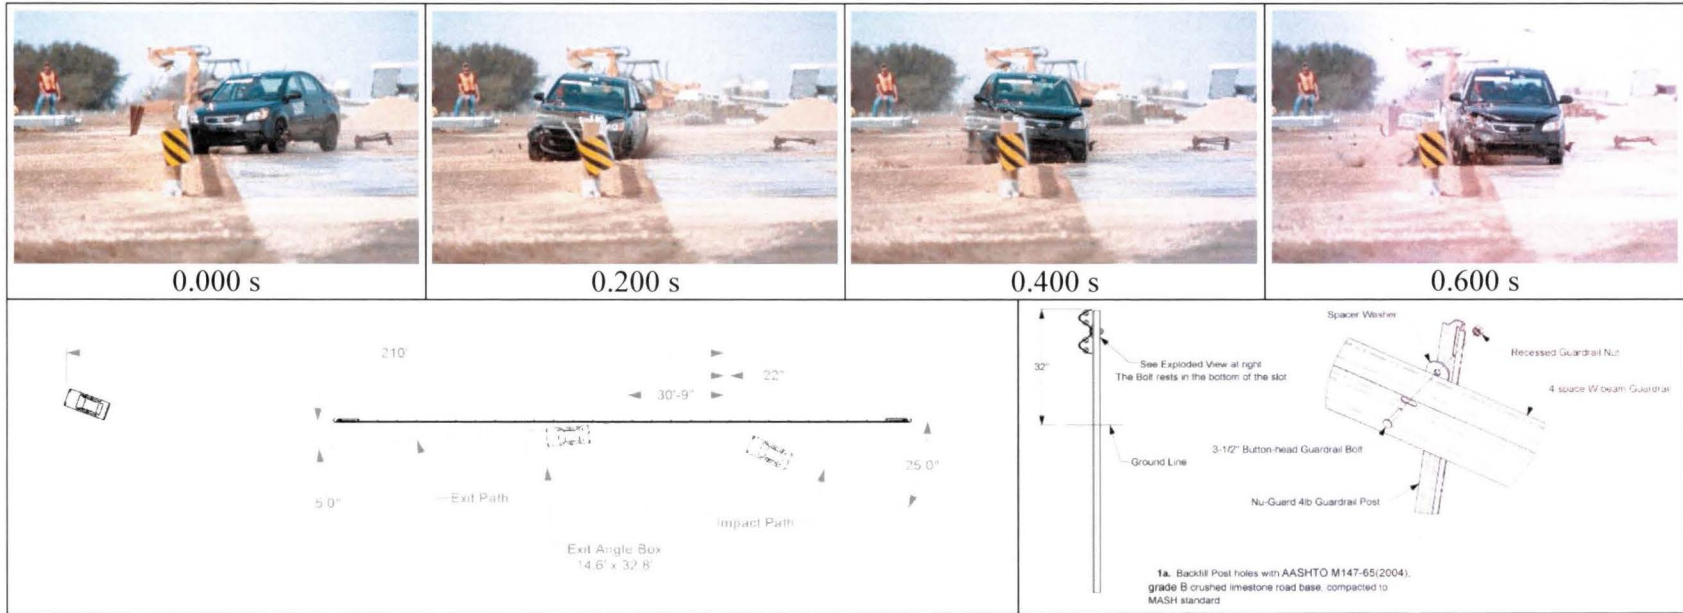 0.000 s
0.200 s
0.400 s
0.600 s
210'
22"
30'-9"
25.0°
5.0°
Exit Path
Impact Path
Exit Angle Box
14.6' x 32.8'
32"
See Exploded View at right
The Bolt rests in the bottom of the slot
Ground Line
Spacer Washer
Recessed Guardrail Nut
4 space W-beam Guardrail
3-1/2" Button-head Guardrail Bolt
Nu-Guard 4lb Guardrail Post
1a. Backfill Post holes with AASHTO M147-65(2004),
grade B crushed limestone road base, compacted to
MASH standard